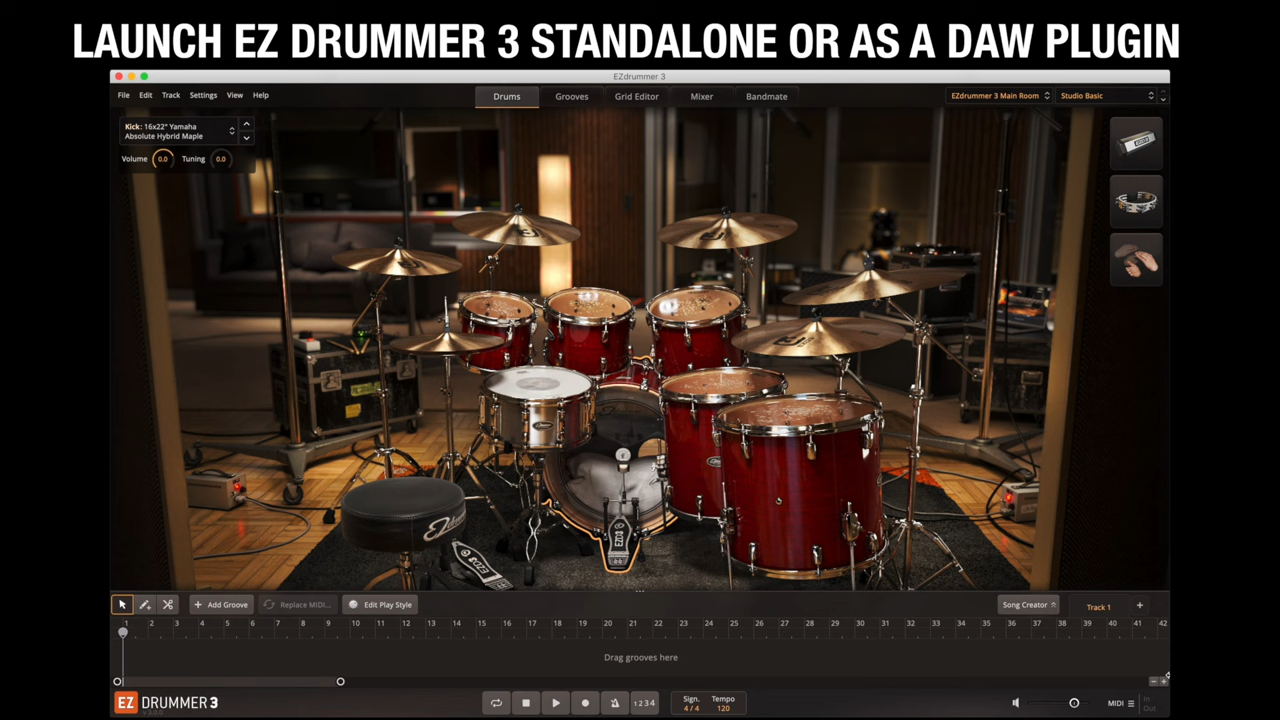 LAUNCH EZ DRUMMER 3 STANDALONE OR AS A DAW PLUGIN
EZdrummer 3
File Edit Track Settings View Help
Drums Grooves Grid Editor Mixer Bandmate
EZdrummer 3 Main Room Studio Basic
Kick: 16x22" Yamaha
Absolute Hybrid Maple
Volume 0.0 Tuning 0.0
EZD3
EZD3
+ Add Groove Replace MIDI... Edit Play Style Song Creator Track 1 +
1 2 3 4 5 6 7 8 9 10 11 12 13 14 15 16 17 18 19 20 21 22 23 24 25 26 27 28 29 30 31 32 33 34 35 36 37 38 39 40 41 42
Drag grooves here
EZ DRUMMER 3
1 2 3 4
Sign. Tempo
4 / 4 120
MIDI
In
Out